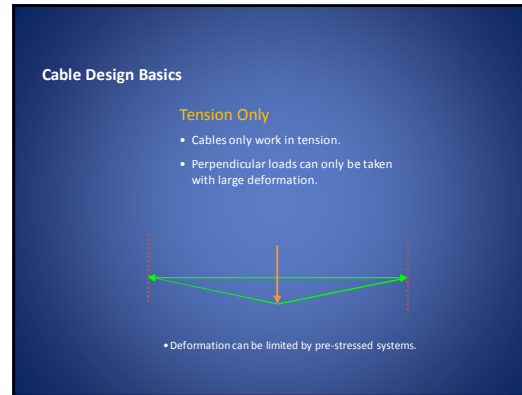 Cable Design Basics
Tension Only
• Cables only work in tension.
• Perpendicular loads can only be taken
with large deformation.
• Deformation can be limited by pre-stressed systems.